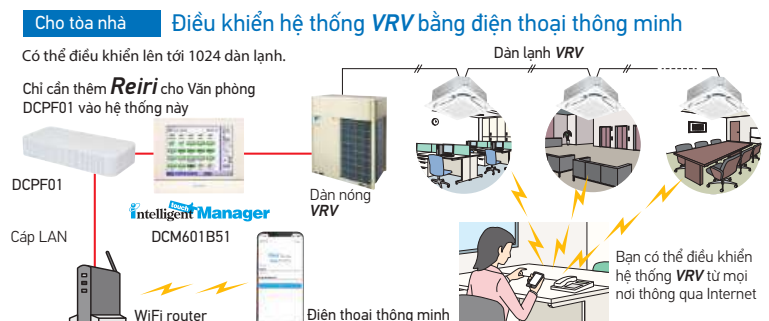 Cho tòa nhà
Điều khiển hệ thống VRV bằng điện thoại thông minh
Có thể điều khiển lên tới 1024 dàn lạnh.
Chỉ cần thêm Reiri cho Văn phòng
DCPF01 vào hệ thống này
Dàn lạnh VRV
DCPF01
Dàn nóng
VRV
touch
intelligent Manager
DCM601B51
Cáp LAN
WiFi router
Điện thoại thông minh
Bạn có thể điều khiển
hệ thống VRV từ mọi
nơi thông qua Internet